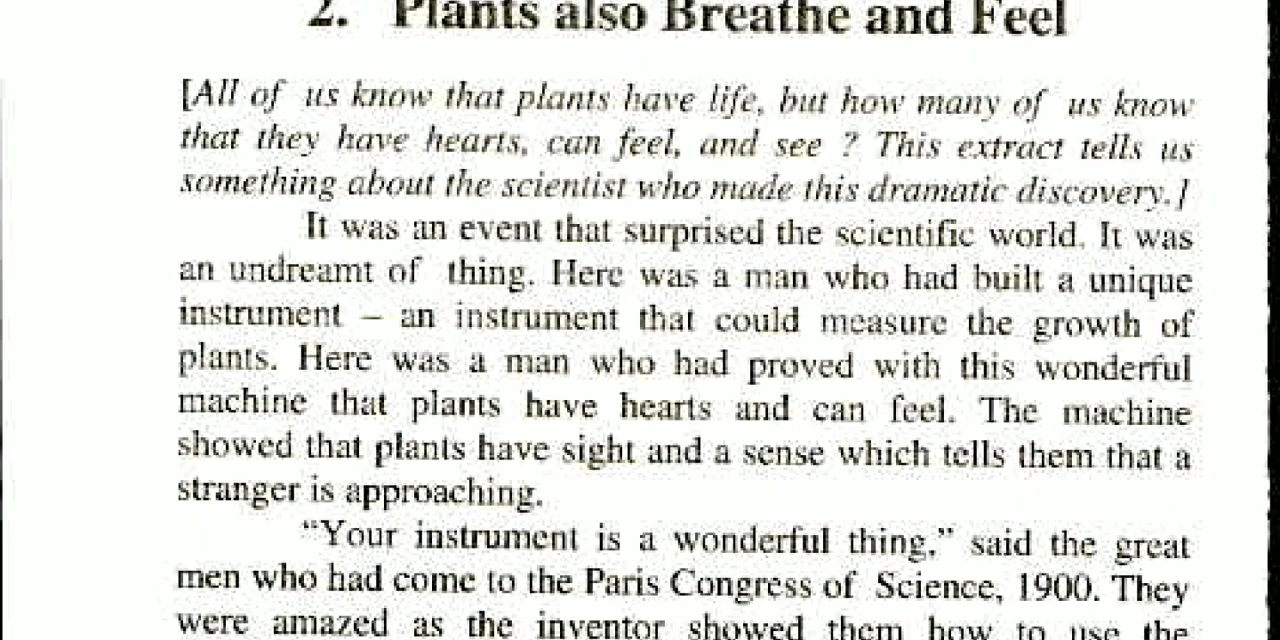 2. Plants also Breathe and Feel
[All of us know that plants have life, but how many of us know
that they have hearts, can feel, and see ? This extract tells us
something about the scientist who made this dramatic discovery.]
It was an event that surprised the scientific world. It was
an undreamt of thing. Here was a man who had built a unique
instrument – an instrument that could measure the growth of
plants. Here was a man who had proved with this wonderful
machine that plants have hearts and can feel. The machine
showed that plants have sight and a sense which tells them that a
stranger is approaching.
“Your instrument is a wonderful thing,” said the great
men who had come to the Paris Congress of Science, 1900. They
were amazed as the inventor showed them how to use the